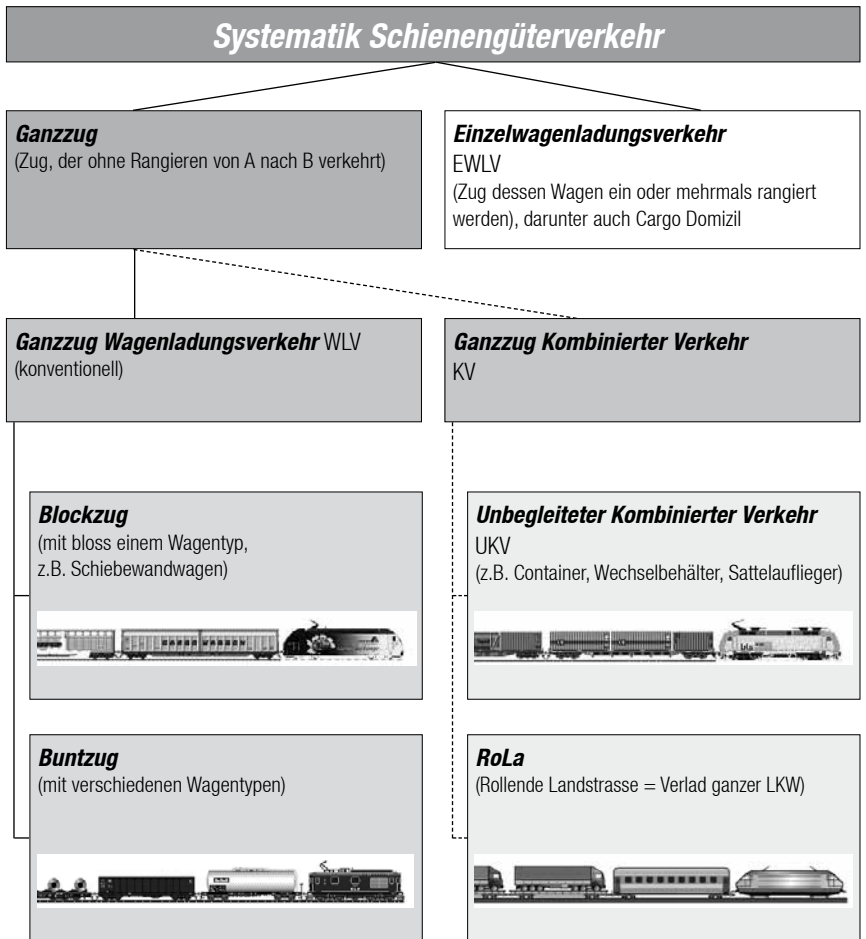 Systematik Schienengüterverkehr
Ganzzug
(Zug, der ohne Rangieren von A nach B verkehrt)
Einzelwagenladungsverkehr
EWLV
(Zug dessen Wagen ein oder mehrmals rangiert
werden), darunter auch Cargo Domizil
Ganzzug Wagenladungsverkehr WLV
(konventionell)
Ganzzug Kombinierter Verkehr
KV
Blockzug
(mit bloss einem Wagentyp,
z.B. Schiebewandwagen)
Unbegleiteter Kombinierter Verkehr
UKV
(z.B. Container, Wechselbehälter, Sattelauflieger)
bls
Buntzug
(mit verschiedenen Wagentypen)
RoLa
(Rollende Landstrasse = Verlad ganzer LKW)